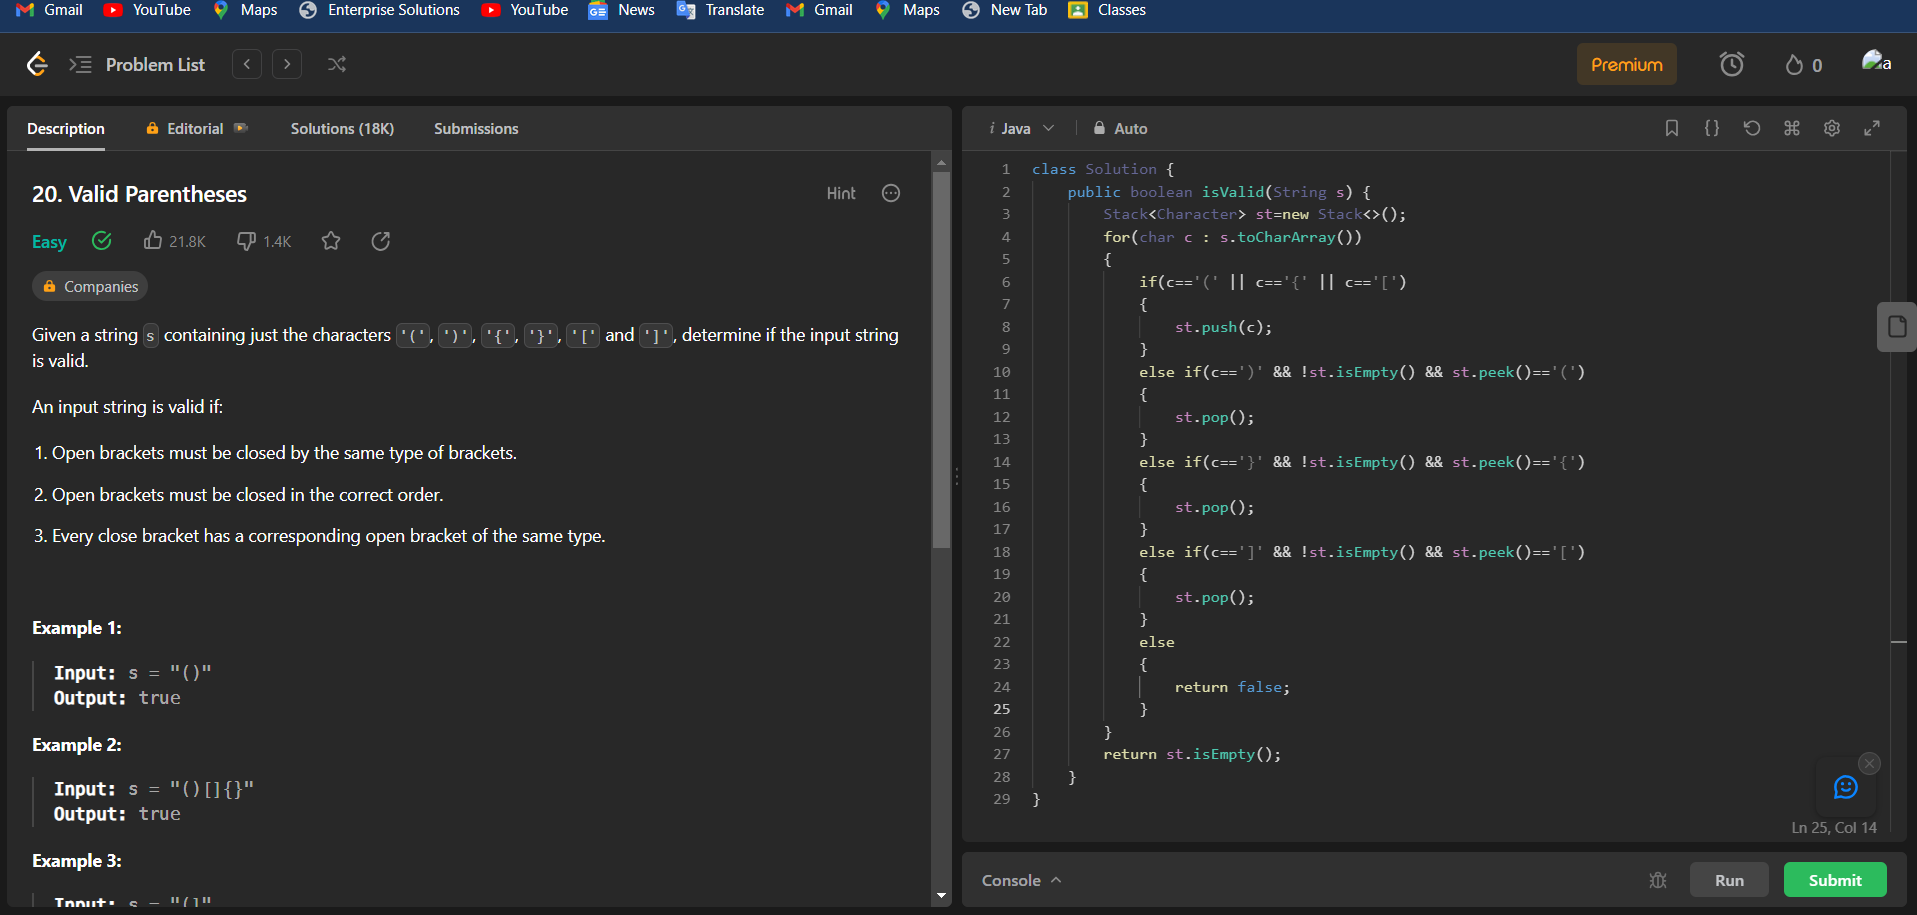 Gmail YouTube Maps Enterprise Solutions YouTube News Translate Gmail Maps New Tab Classes
Problem List Premium 0 a
Description Editorial Solutions (18K) Submissions
20. Valid Parentheses Hint
Easy 21.8K 1.4K
Companies
Given a string s containing just the characters '(', ')', '{', '}', '[' and ']', determine if the input string
is valid.
An input string is valid if:
1. Open brackets must be closed by the same type of brackets.
2. Open brackets must be closed in the correct order.
3. Every close bracket has a corresponding open bracket of the same type.
Example 1:
Input: s = "()"
Output: true
Example 2:
Input: s = "()[]{}"
Output: true
Example 3:
Input: s = "(]"
i Java Auto
1 class Solution {
2 public boolean isValid(String s) {
3 Stack<Character> st=new Stack<>();
4 for(char c : s.toCharArray())
5 {
6 if(c=='(' || c=='{' || c=='[')
7 {
8 st.push(c);
9 }
10 else if(c==')' && !st.isEmpty() && st.peek()=='(')
11 {
12 st.pop();
13 }
14 else if(c=='}' && !st.isEmpty() && st.peek()=='{')
15 {
16 st.pop();
17 }
18 else if(c==']' && !st.isEmpty() && st.peek()=='[')
19 {
20 st.pop();
21 }
22 else
23 {
24 return false;
25 }
26 }
27 return st.isEmpty();
28 }
29 }
Ln 25, Col 14
Console Run Submit